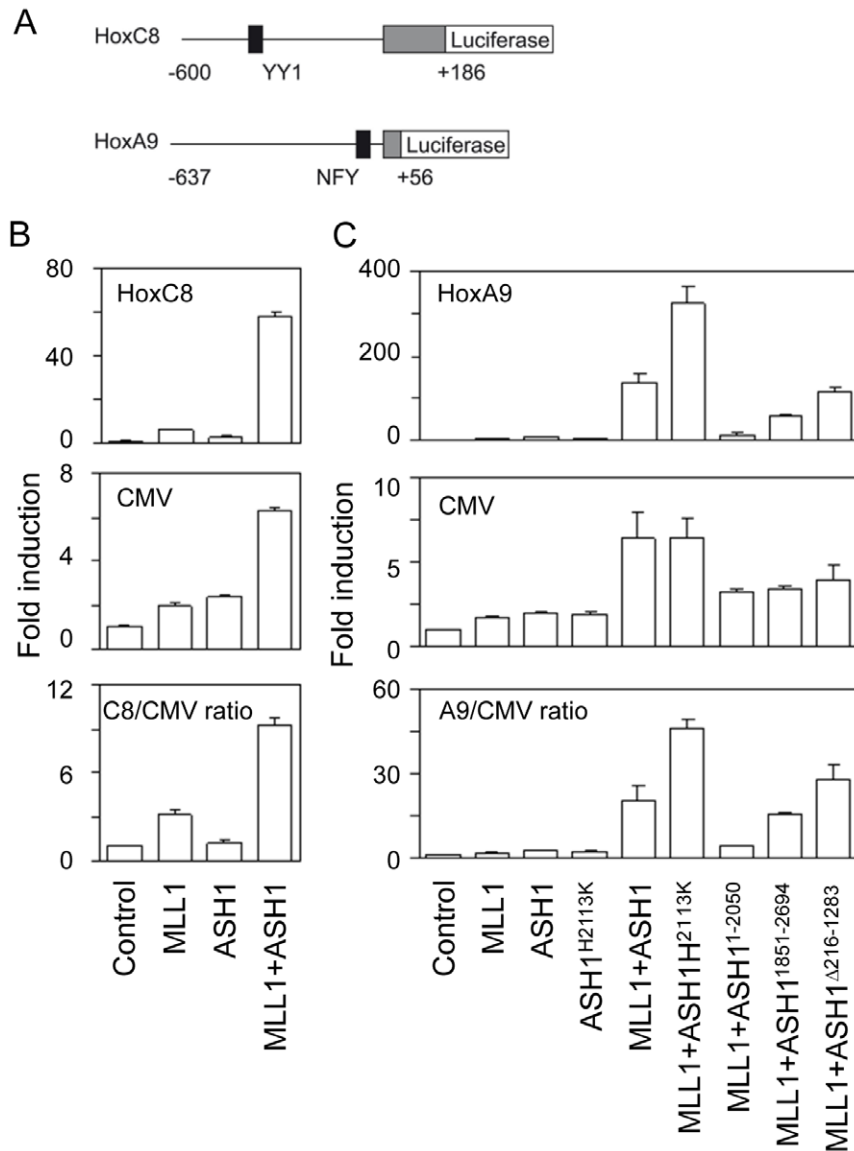 A
HoxC8
Luciferase
-600 YY1 +186
HoxA9
Luciferase
-637 NFY +56
B
C
80
40
0
HoxC8
8
4
0
CMV
12
6
0
C8/CMV ratio
Fold induction
Control
MLL1
ASH1
MLL1+ASH1
400
200
0
HoxA9
10
5
0
CMV
60
30
0
A9/CMV ratio
Fold induction
Control
MLL1
ASH1
ASH1H2113K
MLL1+ASH1
MLL1+ASH1H2113K
MLL1+ASH11-2050
MLL1+ASH11851-2694
MLL1+ASH1Δ216-1283